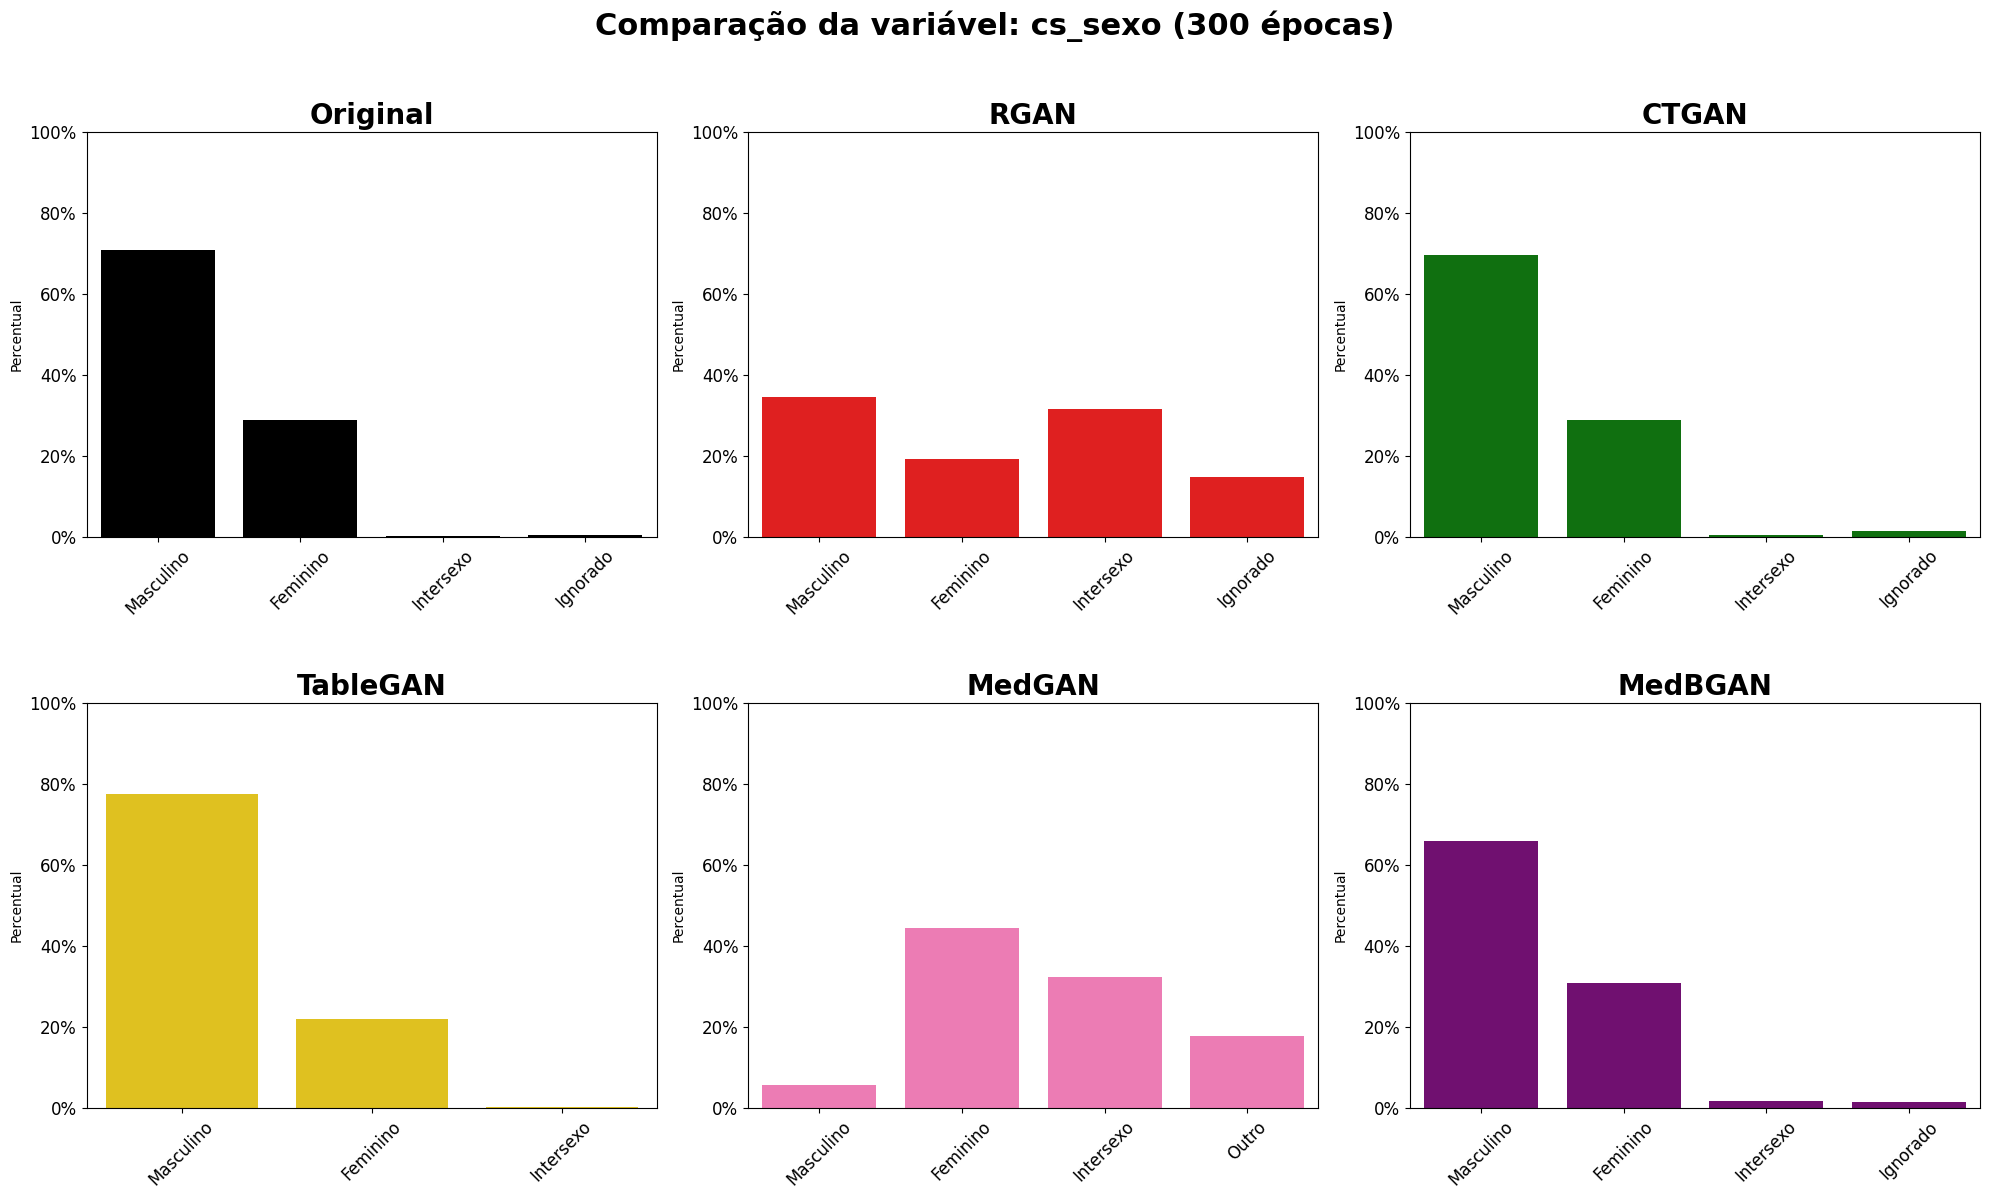 Comparação da variável: cs_sexo (300 épocas)
Original
100%
80%
60%
40%
20%
0%
Percentual
Masculino
Feminino
Intersexo
Ignorado
RGAN
100%
80%
60%
40%
20%
0%
Percentual
Masculino
Feminino
Intersexo
Ignorado
CTGAN
100%
80%
60%
40%
20%
0%
Percentual
Masculino
Feminino
Intersexo
Ignorado
TableGAN
100%
80%
60%
40%
20%
0%
Percentual
Masculino
Feminino
Intersexo
MedGAN
100%
80%
60%
40%
20%
0%
Percentual
Masculino
Feminino
Intersexo
Outro
MedBGAN
100%
80%
60%
40%
20%
0%
Percentual
Masculino
Feminino
Intersexo
Ignorado